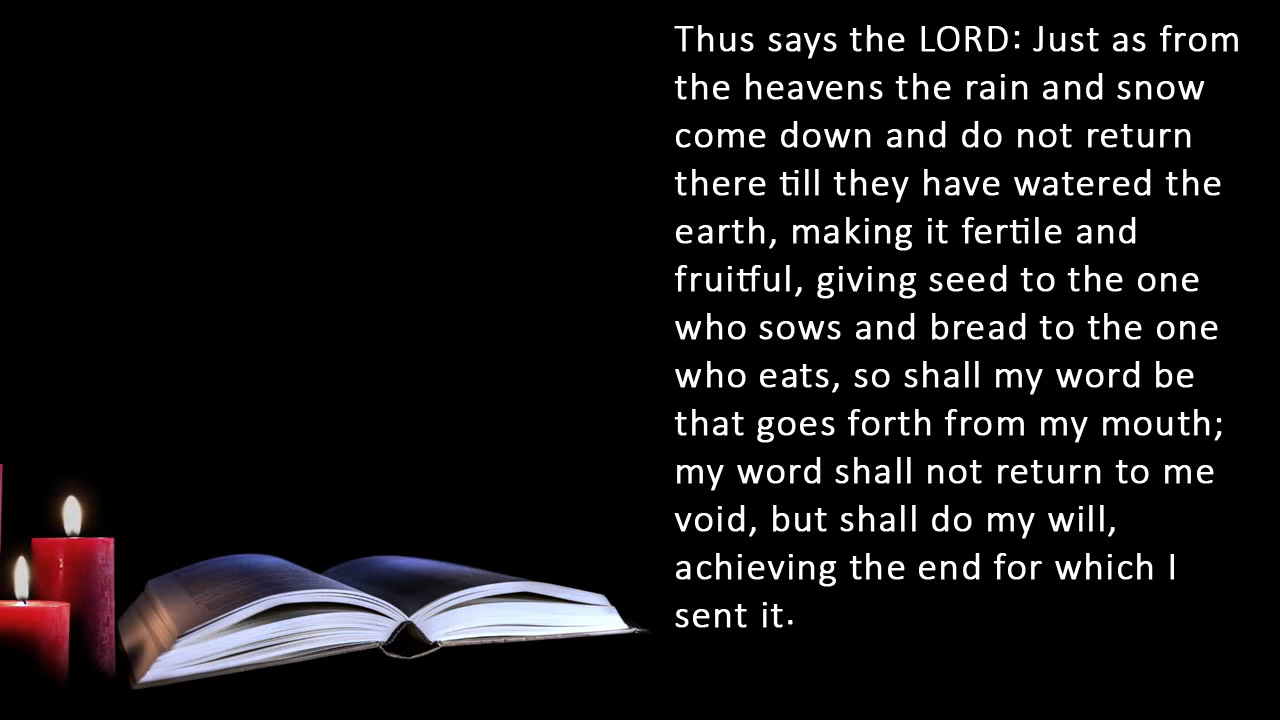 Thus says the LORD: Just as from
the heavens the rain and snow
come down and do not return
there till they have watered the
earth, making it fertile and
fruitful, giving seed to the one
who sows and bread to the one
who eats, so shall my word be
that goes forth from my mouth;
my word shall not return to me
void, but shall do my will,
achieving the end for which I
sent it.